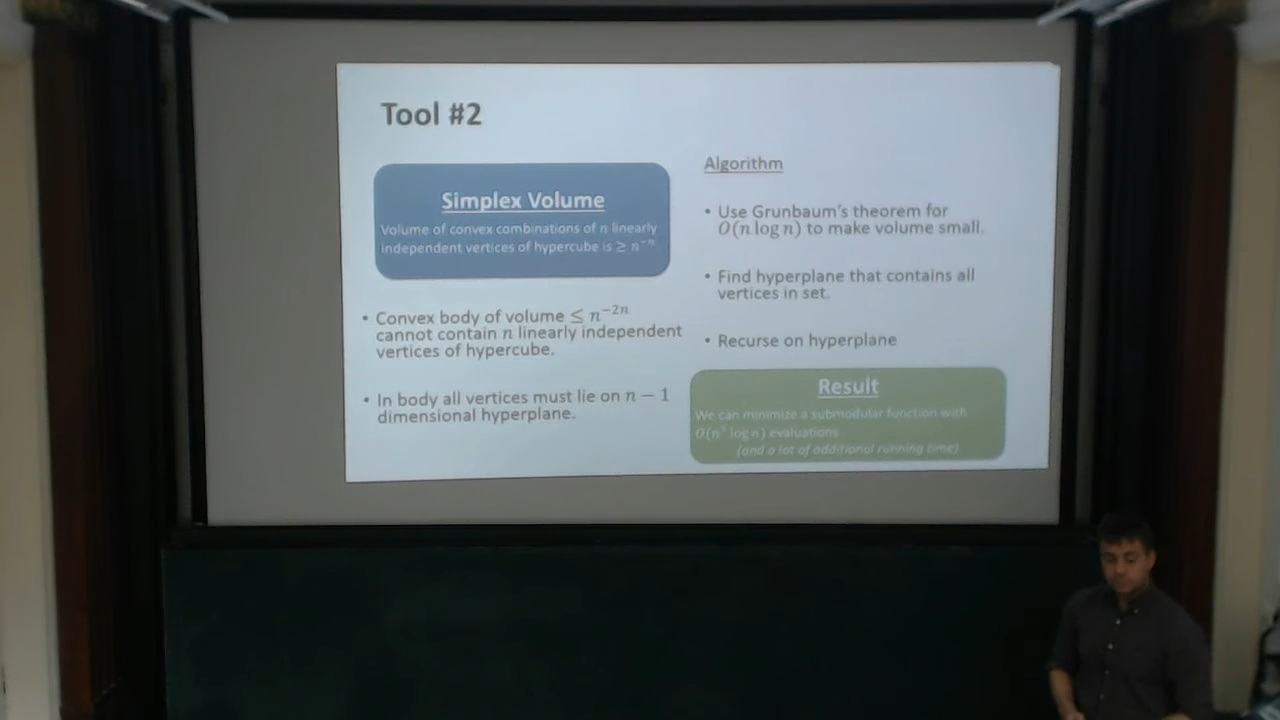 Tool #2
Simplex Volume
Volume of convex combinations of n linearly
independent vertices of hypercube is ≥ n^{-n}
• Convex body of volume ≤ n^{-2n}
cannot contain n linearly independent
vertices of hypercube.
• In body all vertices must lie on n − 1
dimensional hyperplane.
Algorithm
• Use Grunbaum's theorem for
O(n log n) to make volume small.
• Find hyperplane that contains all
vertices in set.
• Recurse on hyperplane
Result
We can minimize a submodular function with
evaluations
(and a lot of additional running time)